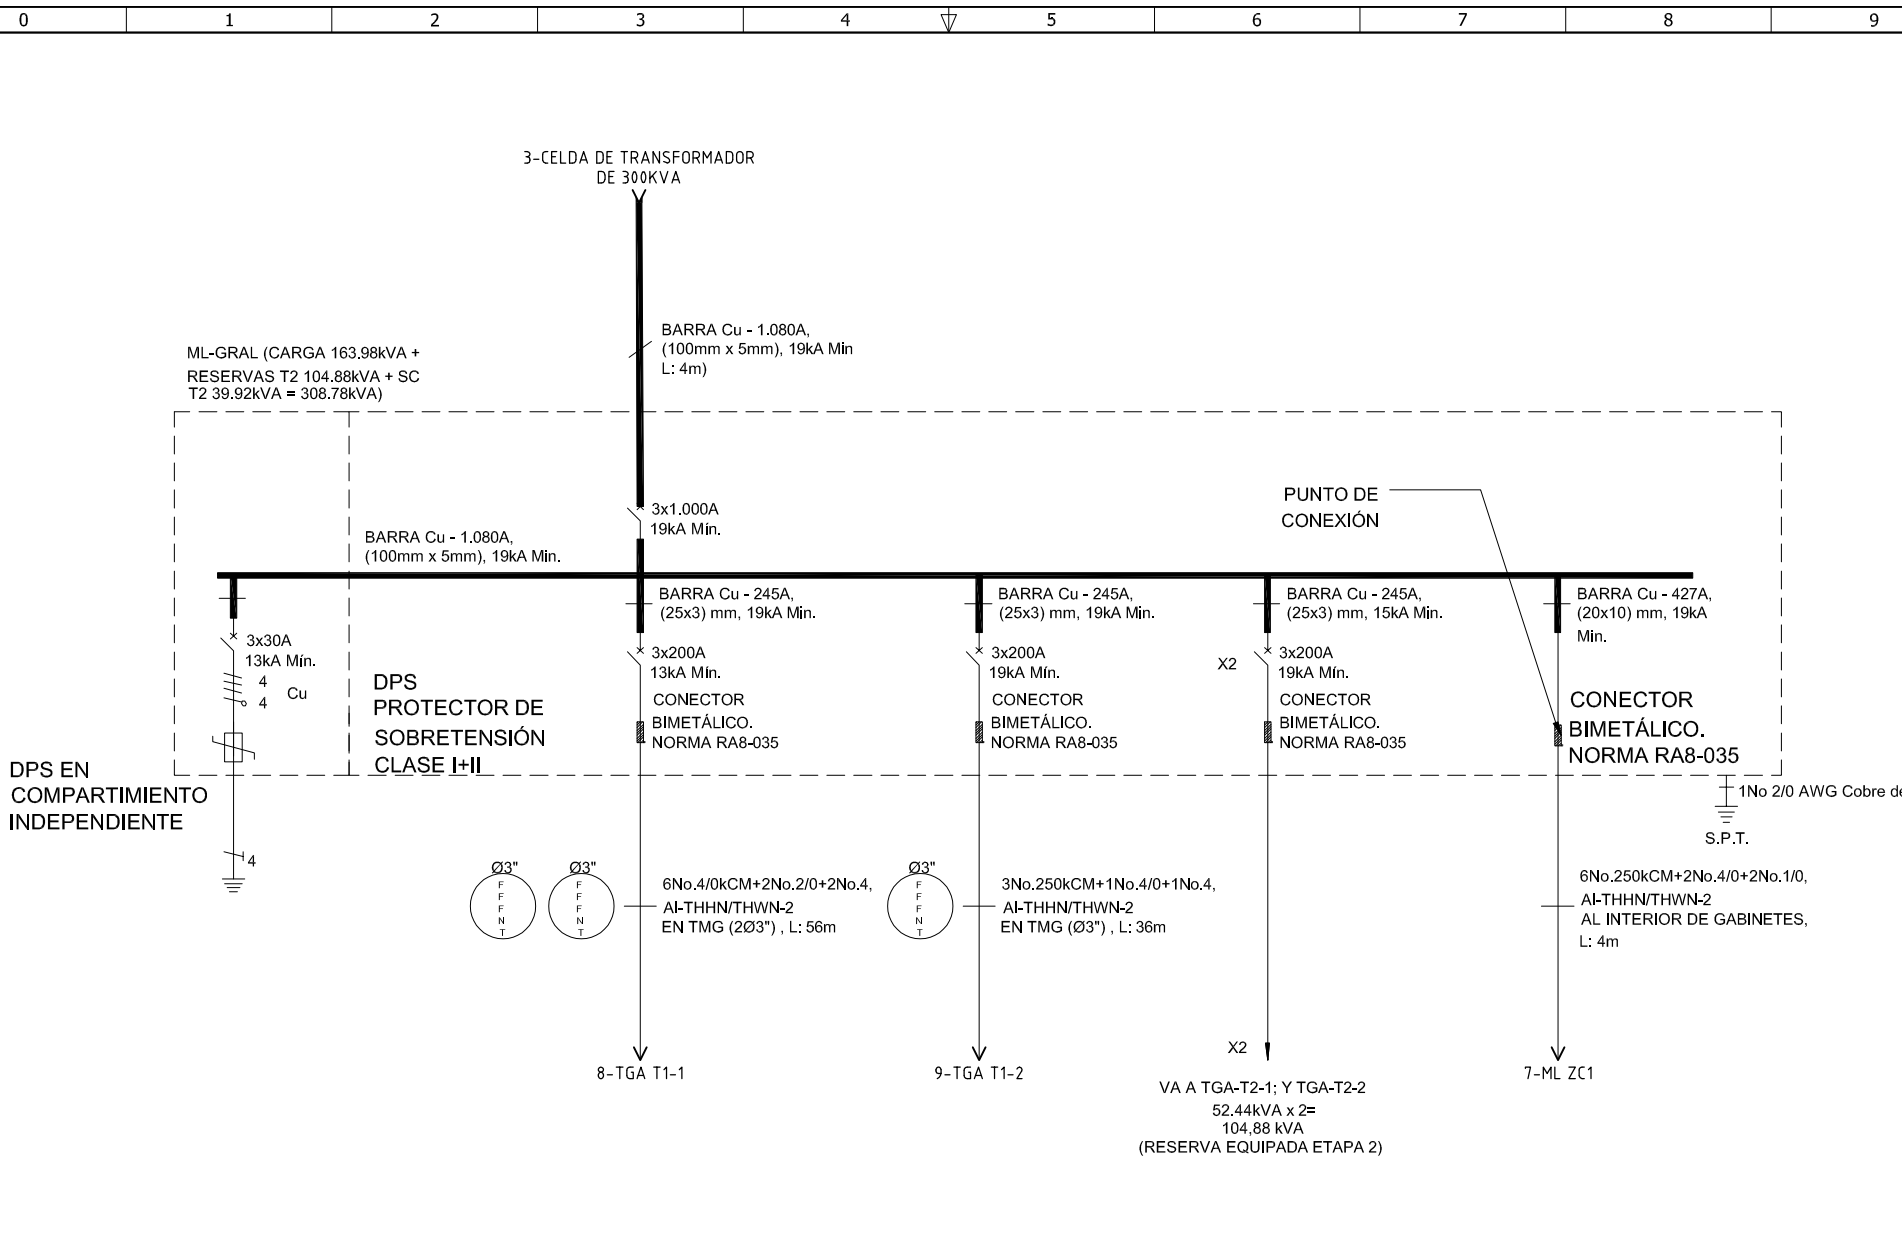 0 1 2 3 4 5 6 7 8 9
3-CELDA DE TRANSFORMADOR
DE 300KVA
BARRA Cu - 1.080A,
(100mm x 5mm), 19kA Min
L: 4m)
ML-GRAL (CARGA 163.98kVA +
RESERVAS T2 104.88kVA + SC
T2 39.92kVA = 308.78kVA)
3x1.000A
19kA Mín.
PUNTO DE
CONEXIÓN
BARRA Cu - 1.080A,
(100mm x 5mm), 19kA Min.
BARRA Cu - 245A,
(25x3) mm, 19kA Min.
BARRA Cu - 245A,
(25x3) mm, 19kA Min.
BARRA Cu - 245A,
(25x3) mm, 15kA Min.
BARRA Cu - 427A,
(20x10) mm, 19kA
Min.
3x30A
13kA Mín.
4
4
Cu
3x200A
13kA Mín.
3x200A
19kA Mín.
X2
3x200A
19kA Mín.
DPS
PROTECTOR DE
SOBRETENSIÓN
CLASE I+II
CONECTOR
BIMETÁLICO.
NORMA RA8-035
CONECTOR
BIMETÁLICO.
NORMA RA8-035
CONECTOR
BIMETÁLICO.
NORMA RA8-035
CONECTOR
BIMETÁLICO.
NORMA RA8-035
DPS EN
COMPARTIMIENTO
INDEPENDIENTE
4
1No 2/0 AWG Cobre de
S.P.T.
Ø3"
F
F
F
N
T
Ø3"
F
F
F
N
T
6No.4/0kCM+2No.2/0+2No.4,
Al-THHN/THWN-2
EN TMG (2Ø3") , L: 56m
Ø3"
F
F
F
N
T
3No.250kCM+1No.4/0+1No.4,
Al-THHN/THWN-2
EN TMG (Ø3") , L: 36m
6No.250kCM+2No.4/0+2No.1/0,
Al-THHN/THWN-2
AL INTERIOR DE GABINETES,
L: 4m
8-TGA T1-1
9-TGA T1-2
X2
VA A TGA-T2-1; Y TGA-T2-2
52.44kVA x 2=
104,88 kVA
(RESERVA EQUIPADA ETAPA 2)
7-ML ZC1